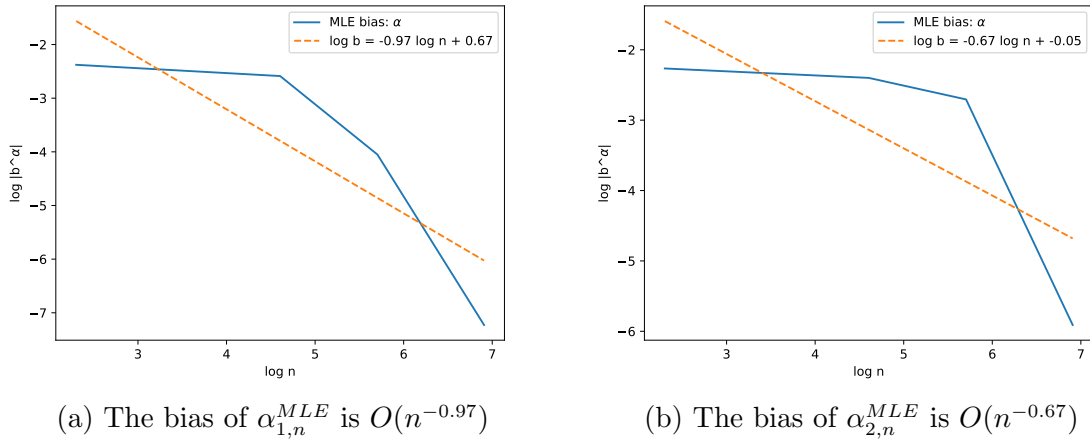 MLE bias: α
log b = -0.97 log n + 0.67
−2
−3
−4
−5
−6
−7
log |b^α|
3
4
5
6
7
log n
(a) The bias of α_{1,n}^{MLE} is O(n^{-0.97})
MLE bias: α
log b = -0.67 log n + -0.05
−2
−3
−4
−5
−6
log |b^α|
3
4
5
6
7
log n
(b) The bias of α_{2,n}^{MLE} is O(n^{-0.67})